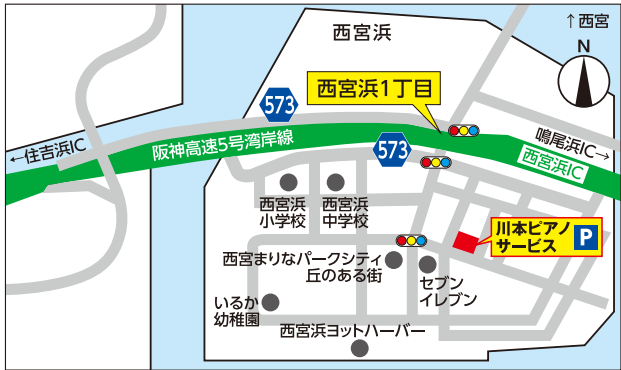 ↑西宮
N
西宮浜
573
西宮浜1丁目
←住吉浜IC
阪神高速5号湾岸線
573
鳴尾浜IC→
西宮浜IC
西宮浜
小学校
西宮浜
中学校
川本ピアノ
サービス
P
西宮まりなパークシティ
丘のある街
セブン
イレブン
いるか
幼稚園
西宮浜ヨットハーバー